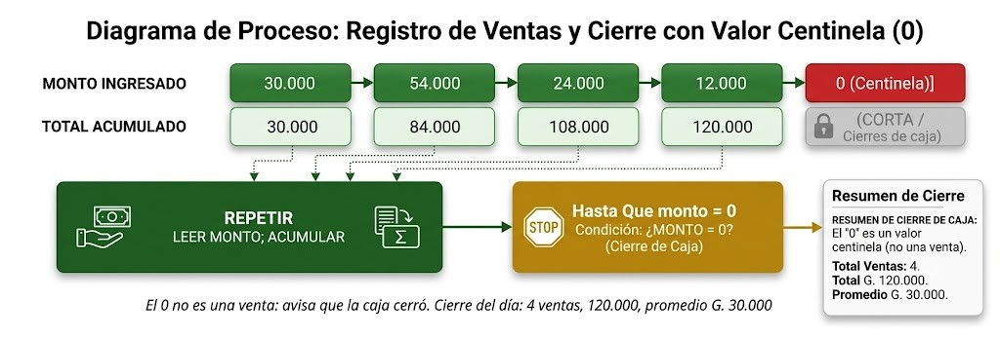 Diagrama de Proceso: Registro de Ventas y Cierre con Valor Centinela (0)
MONTO INGRESADO 30.000 54.000 24.000 12.000 0 (Centinela)]
TOTAL ACUMULADO 30.000 84.000 108.000 120.000 (CORTA /
Cierres de caja)
REPETIR
LEER MONTO; ACUMULAR
Σ
STOP
Hasta Que monto = 0
Condición: ¿MONTO = 0?
(Cierre de Caja)
Resumen de Cierre
RESUMEN DE CIERRE DE CAJA:
El "0" es un valor
centinela (no una venta).
Total Ventas: 4.
Total G. 120.000.
Promedio G. 30.000.
El 0 no es una venta: avisa que la caja cerró. Cierre del día: 4 ventas, 120.000, promedio G. 30.000